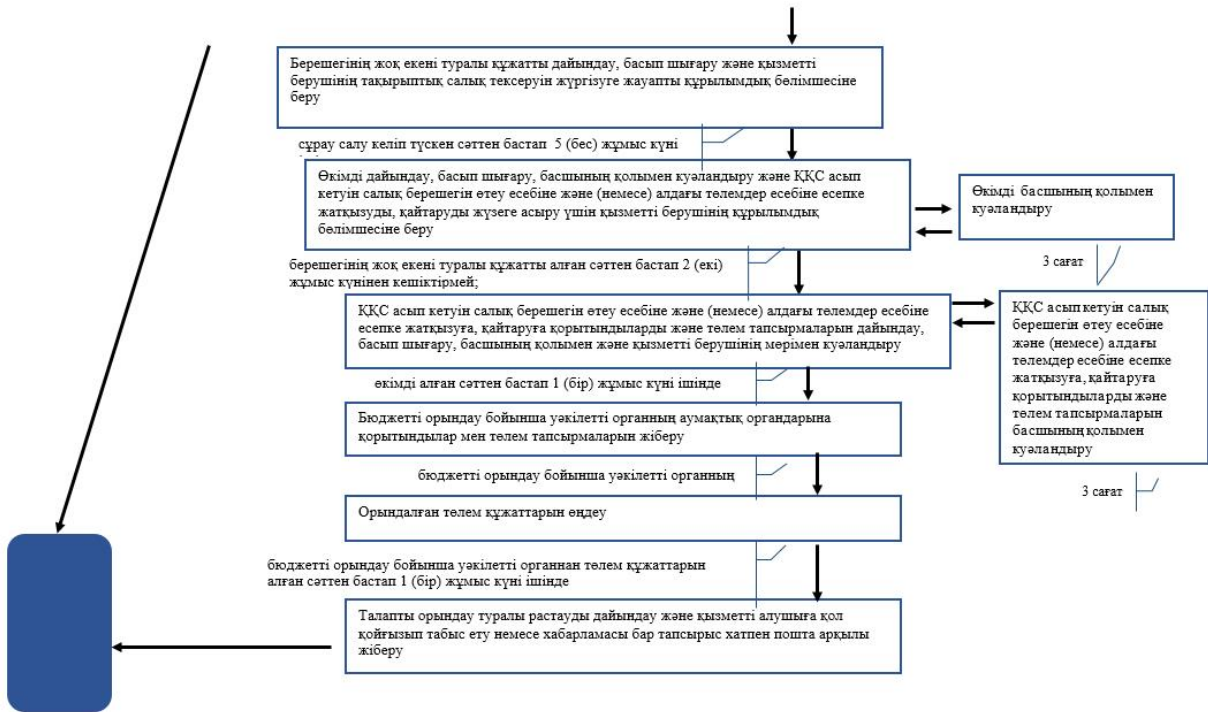 Берешегінің жоқ екені туралы құжатты дайындау, басып шығару және қызметті
берушінің тақырыптық салық тексеруін жүргізуге жауапты құрылымдық бөлімшесіне
беру
сұрау салу келіп түскен сәттен бастап 5 (бес) жұмыс күні
Өкімді дайындау, басып шығару, басшының қолымен куәландыру және ҚҚС асып
кетуін салық берешегін өтеу есебіне және (немесе) алдағы төлемдер есебіне есепке
жатқызуды, қайтаруды жүзеге асыру үшін қызметті берушінің құрылымдық
бөлімшесіне беру
Өкімді басшының қолымен
куәландыру
3 сағат
берешегінің жоқ екені туралы құжатты алған сәттен бастап 2 (екі)
жұмыс күнінен кешіктірмей;
ҚҚС асып кетуін салық берешегін өтеу есебіне және (немесе) алдағы төлемдер есебіне
есепке жатқызуға, қайтаруға қорытындыларды және төлем тапсырмаларын дайындау,
басып шығару, басшының қолымен және қызметті берушінің мөрімен куәландыру
ҚҚС асып кетуін салық
берешегін өтеу есебіне
және (немесе) алдағы
төлемдер есебіне есепке
жатқызуға, қайтаруға
қорытындыларды және
төлем тапсырмаларын
басшының қолымен
куәландыру
3 сағат
өкімді алған сәттен бастап 1 (бір) жұмыс күні ішінде
Бюджетті орындау бойынша уәкілетті органның аумақтық органдарына
қорытындылар мен төлем тапсырмаларын жіберу
бюджетті орындау бойынша уәкілетті органның
Орындалған төлем құжаттарын өңдеу
бюджетті орындау бойынша уәкілетті органнан төлем құжаттарын
алған сәттен бастап 1 (бір) жұмыс күні ішінде
Талапты орындау туралы растауды дайындау және қызметті алушыға қол
қойғызып табыс ету немесе хабарламасы бар тапсырыс хатпен пошта арқылы
жіберу